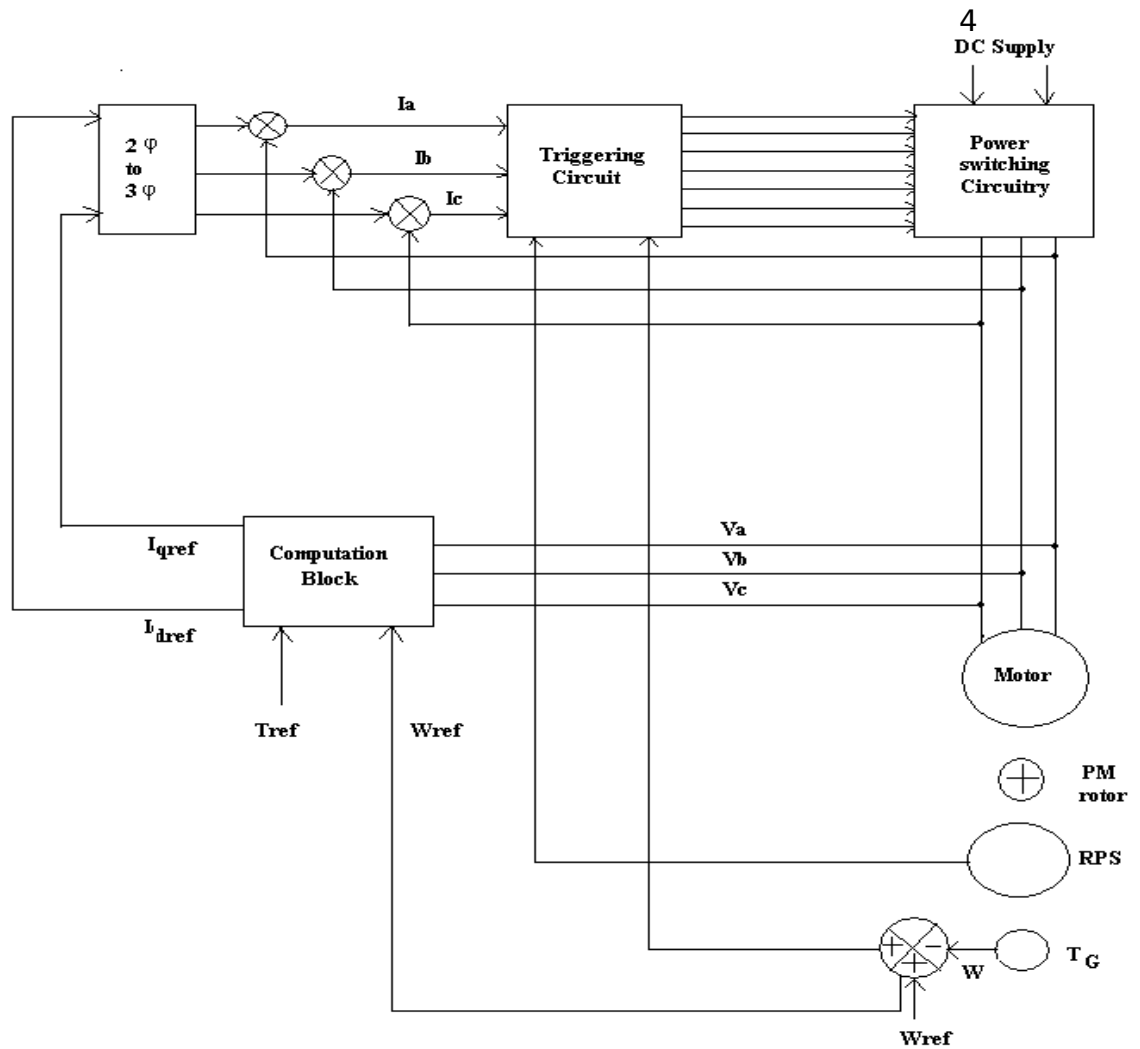 4
DC Supply
2 φ
to
3 φ
Ia
Ib
Ic
Triggering
Circuit
Power
switching
Circuitry
Iqref
Idref
Computation
Block
Va
Vb
Vc
Tref
Wref
Motor
PM
rotor
RPS
+
+
-
W
TG
Wref